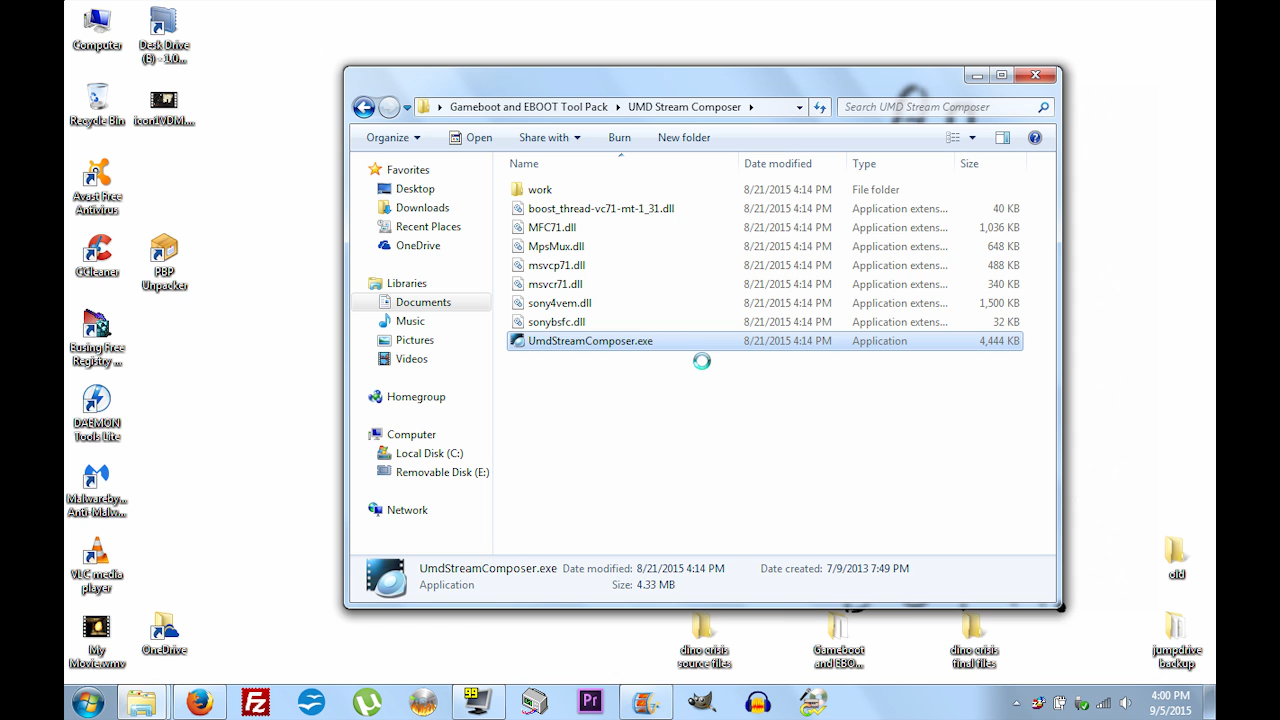 Computer
Desk Drive
(B) - 1.0...
Recycle Bin
icon1VDM...
Avast Free
Antivirus
CCleaner
PBP
Unpacker
Eusing Free
Registry ...
DAEMON
Tools Lite
Malwareby...
Anti-Malw...
VLC media
player
My
Movie.wmv
OneDrive
Gameboot and EBOOT Tool Pack
UMD Stream Composer
Search UMD Stream Composer
Organize
Open
Share with
Burn
New folder
Favorites
Desktop
Downloads
Recent Places
OneDrive
Libraries
Documents
Music
Pictures
Videos
Homegroup
Computer
Local Disk (C:)
Removable Disk (E:)
Network
Name Date modified Type Size
work 8/21/2015 4:14 PM File folder
boost_thread-vc71-mt-1_31.dll 8/21/2015 4:14 PM Application extens... 40 KB
MFC71.dll 8/21/2015 4:14 PM Application extens... 1,036 KB
MpsMux.dll 8/21/2015 4:14 PM Application extens... 648 KB
msvcp71.dll 8/21/2015 4:14 PM Application extens... 488 KB
msvcr71.dll 8/21/2015 4:14 PM Application extens... 340 KB
sony4vem.dll 8/21/2015 4:14 PM Application extens... 1,500 KB
sonybsfc.dll 8/21/2015 4:14 PM Application extens... 32 KB
UmdStreamComposer.exe 8/21/2015 4:14 PM Application 4,444 KB
UmdStreamComposer.exe Date modified: 8/21/2015 4:14 PM Date created: 7/9/2013 7:49 PM
Application Size: 4.33 MB
old
dino crisis
source files
Gameboot
and EBO...
dino crisis
final files
jumpdrive
backup
Fz
99
Pr
4:00 PM
9/5/2015